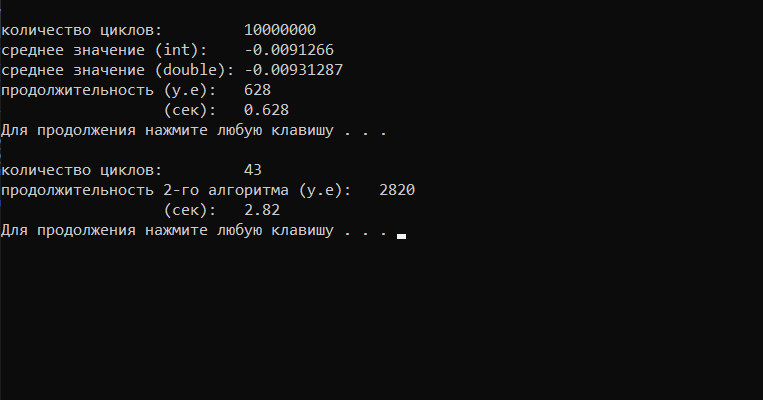 количество циклов: 10000000
среднее значение (int): -0.0091266
среднее значение (double): -0.00931287
продолжительность (у.е): 628
(сек): 0.628
Для продолжения нажмите любую клавишу . . .
количество циклов: 43
продолжительность 2-го алгоритма (у.е): 2820
(сек): 2.82
Для продолжения нажмите любую клавишу . . .